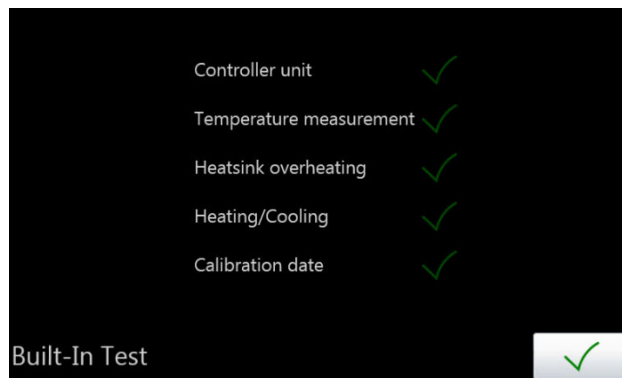 Controller unit
Temperature measurement
Heatsink overheating
Heating/Cooling
Calibration date
Built-In Test